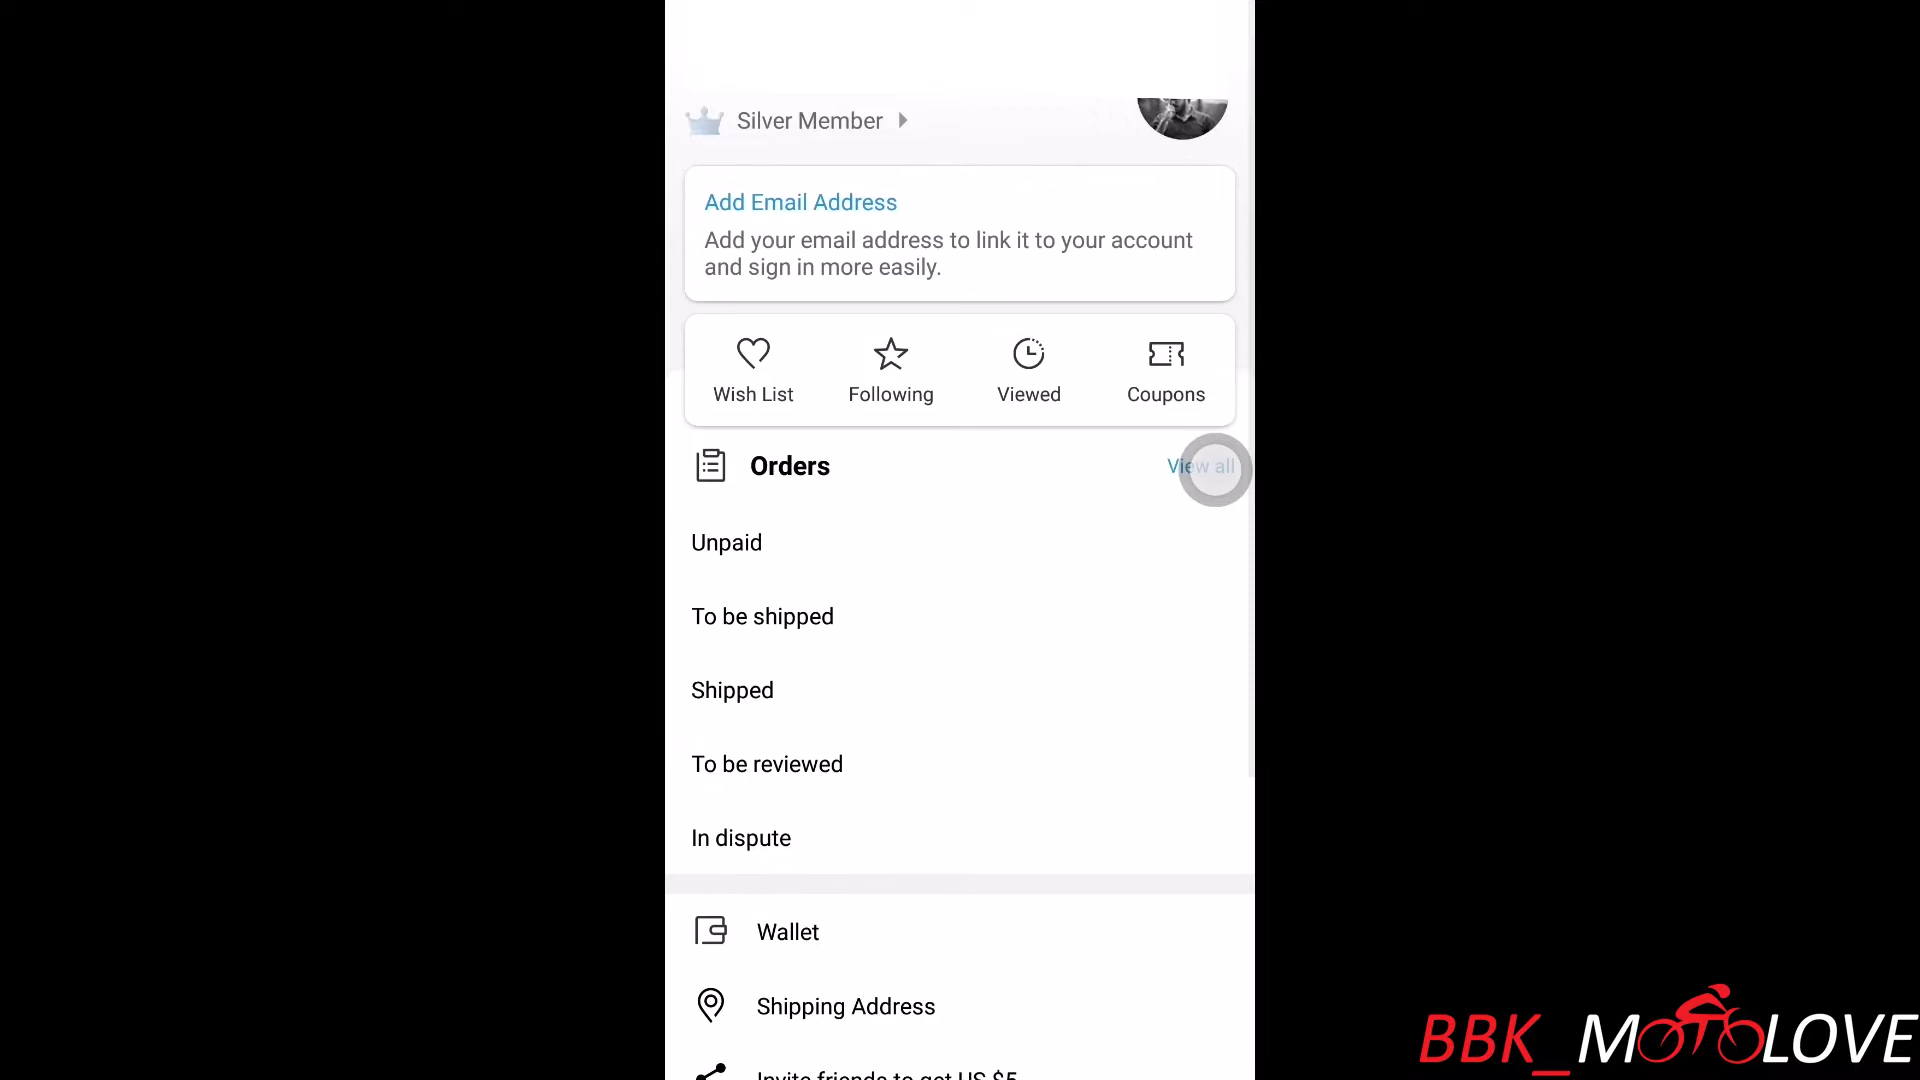 Silver Member
Add Email Address
Add your email address to link it to your account
and sign in more easily.
Wish List
Following
Viewed
Coupons
Orders
View all
Unpaid
To be shipped
Shipped
To be reviewed
In dispute
Wallet
Shipping Address
Invite friends to get US $5
BBK_MOTOLOVE